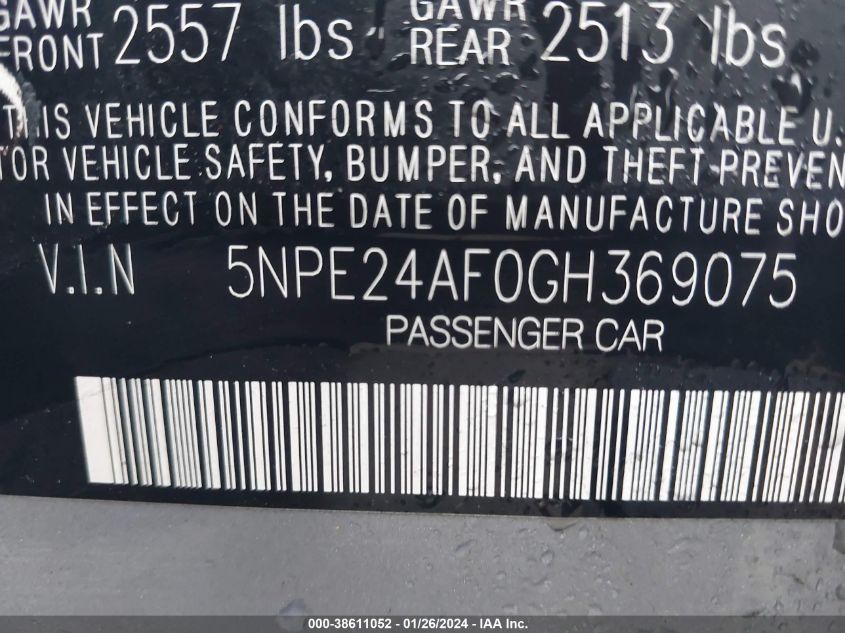 GAWR FRONT 2557 lbs GAWR REAR 2513 lbs
THIS VEHICLE CONFORMS TO ALL APPLICABLE U.
TOR VEHICLE SAFETY, BUMPER, AND THEFT PREVEN
IN EFFECT ON THE DATE OF MANUFACTURE SHO
V.I.N 5NPE24AF0GH369075
PASSENGER CAR
000-38611052 - 01/26/2024 - IAA Inc.